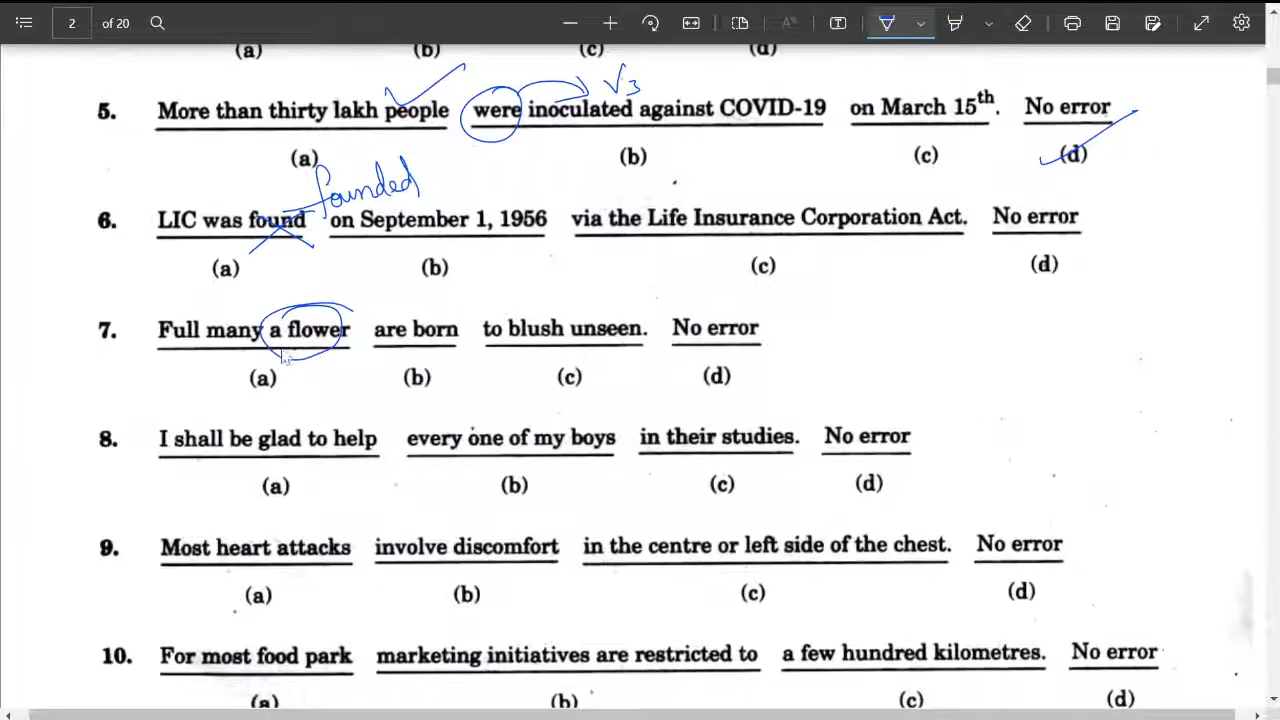 2 of 20
(a) (b) (c) (d)
5. More than thirty lakh people were inoculated against COVID-19 on March 15th. No error
(a) (b) (c) (d)
V3
founded
6. LIC was found on September 1, 1956 via the Life Insurance Corporation Act. No error
(a) (b) (c) (d)
7. Full many a flower are born to blush unseen. No error
(a) (b) (c) (d)
8. I shall be glad to help every one of my boys in their studies. No error
(a) (b) (c) (d)
9. Most heart attacks involve discomfort in the centre or left side of the chest. No error
(a) (b) (c) (d)
10. For most food park marketing initiatives are restricted to a few hundred kilometres. No error
(a) (b) (c) (d)